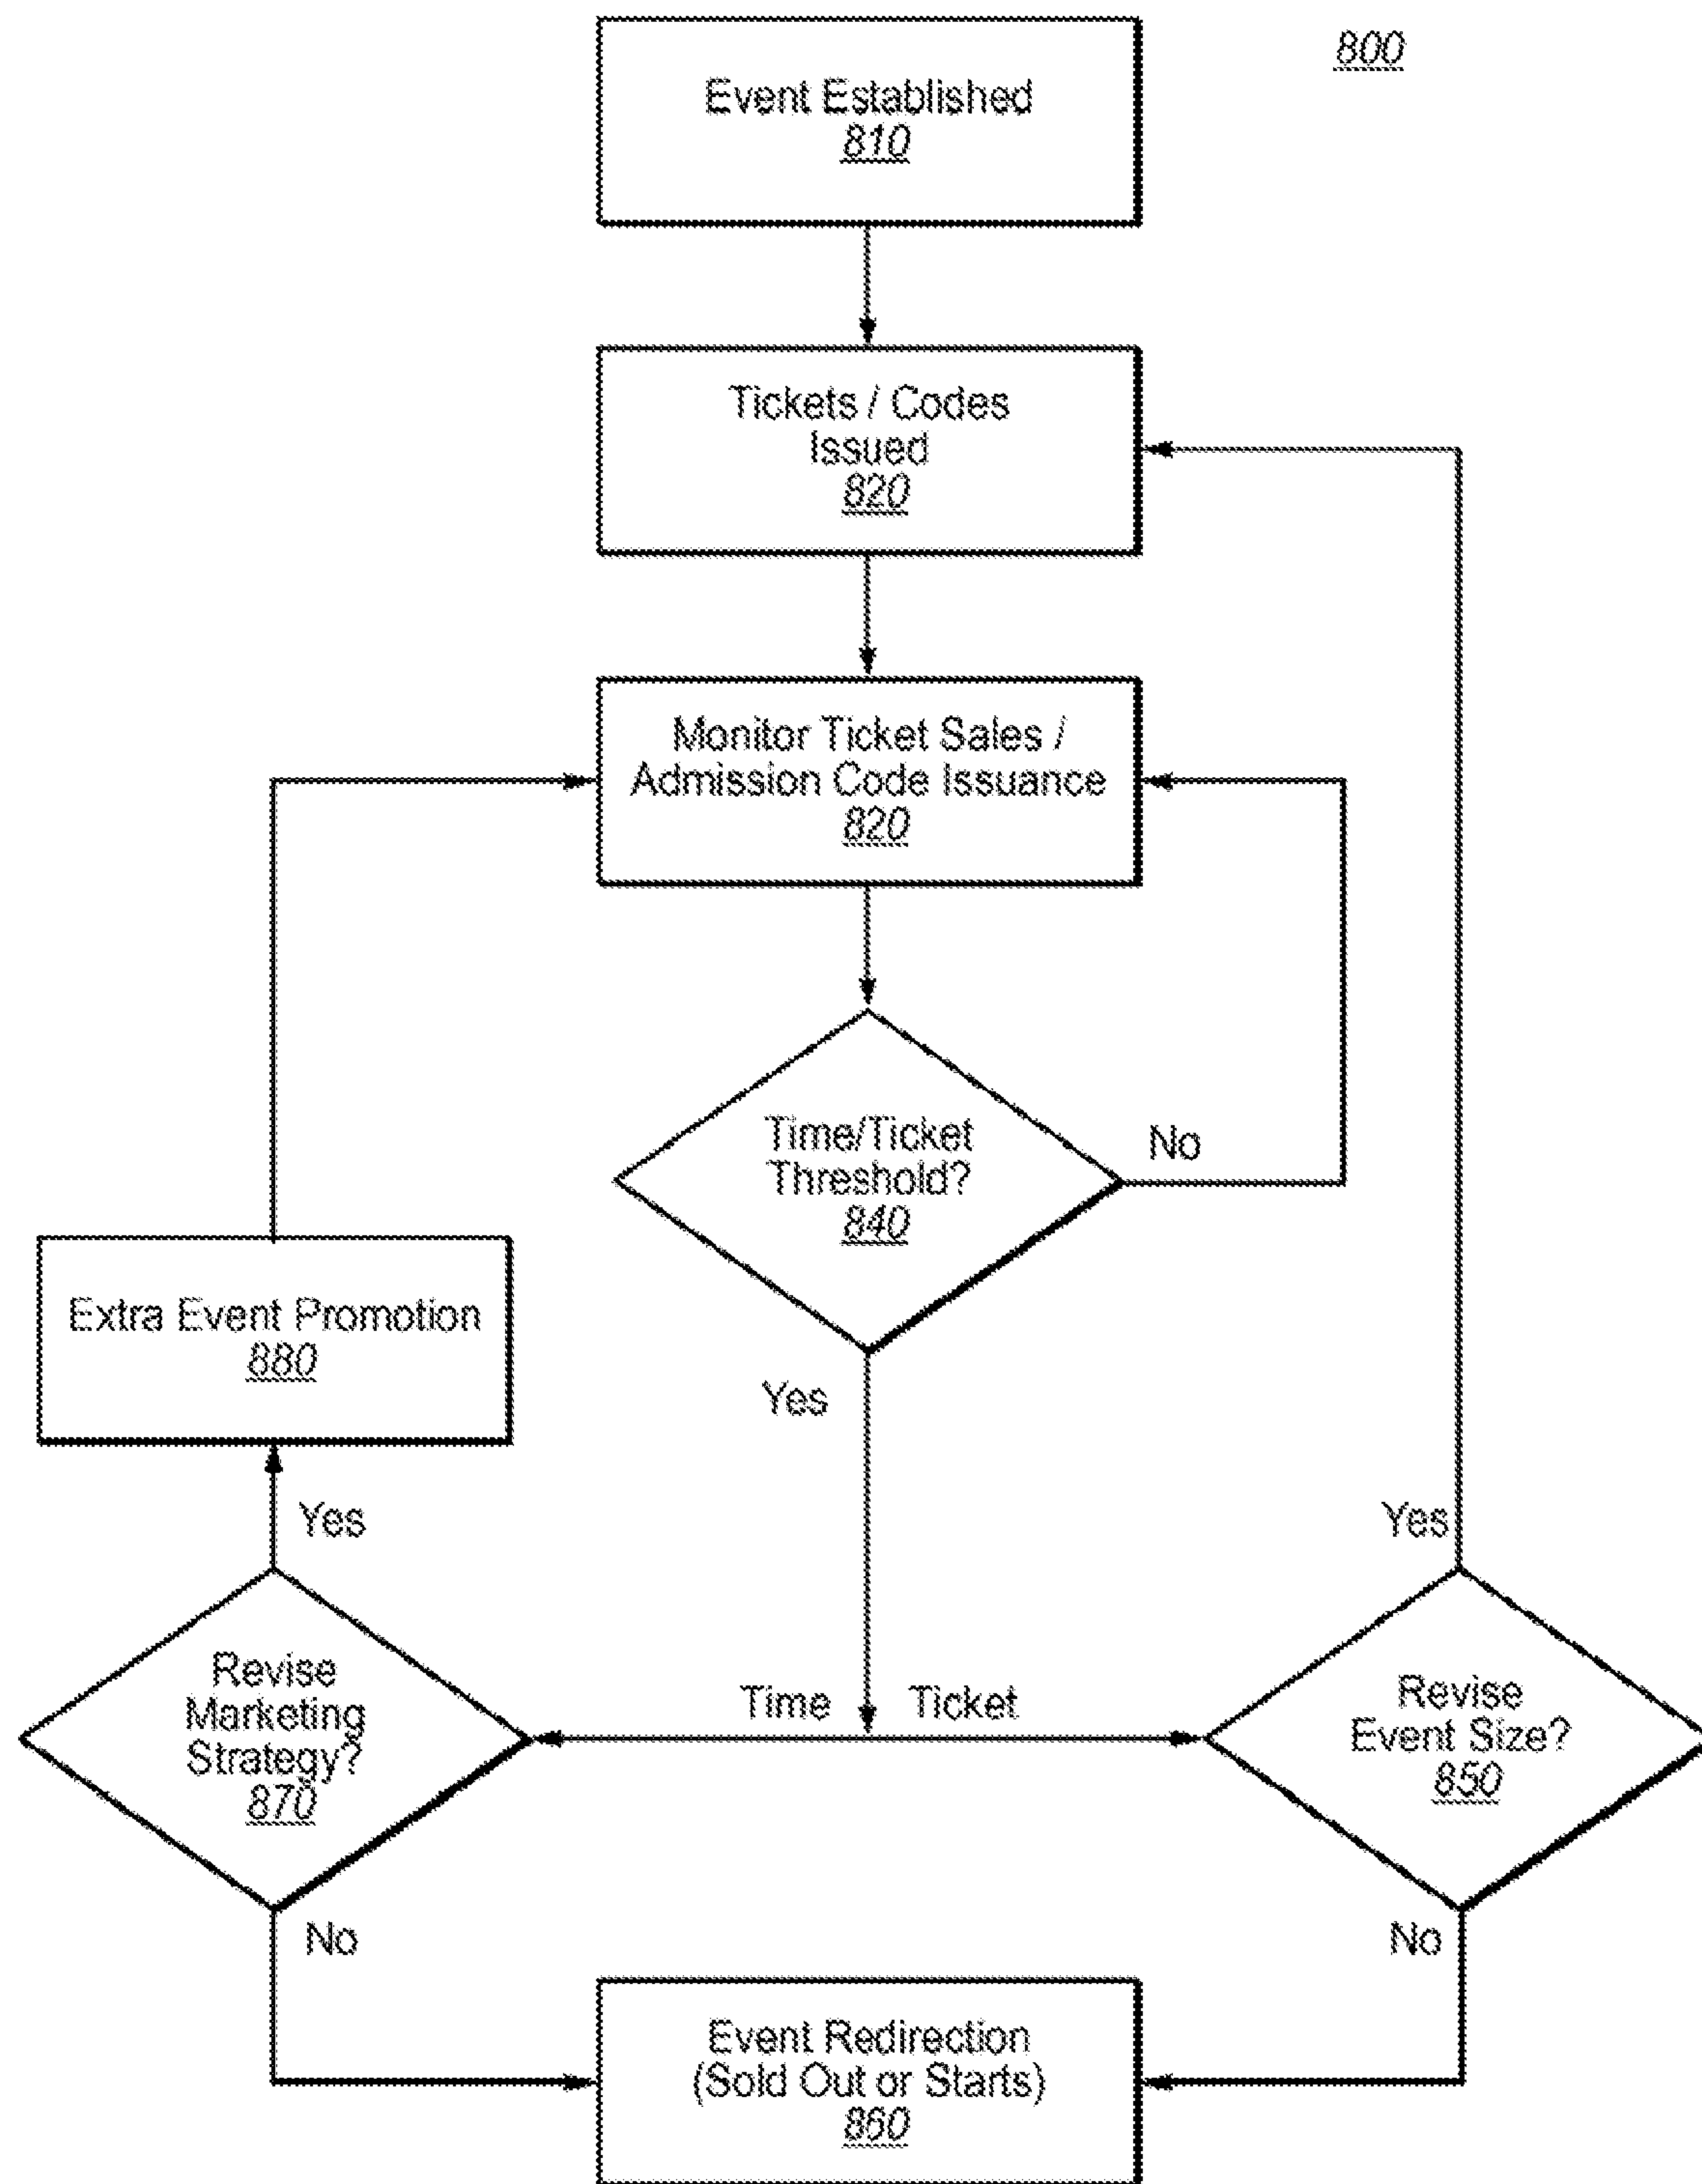 800
Event Established
810
Tickets / Codes
Issued
820
Monitor Ticket Sales /
Admission Code Issuance
820
Time/Ticket
Threshold?
840
No
Yes
Extra Event Promotion
880
Yes
Yes
Revise
Marketing
Strategy?
870
Time
Ticket
Revise
Event Size?
850
No
No
Event Redirection
(Sold Out or Starts)
860